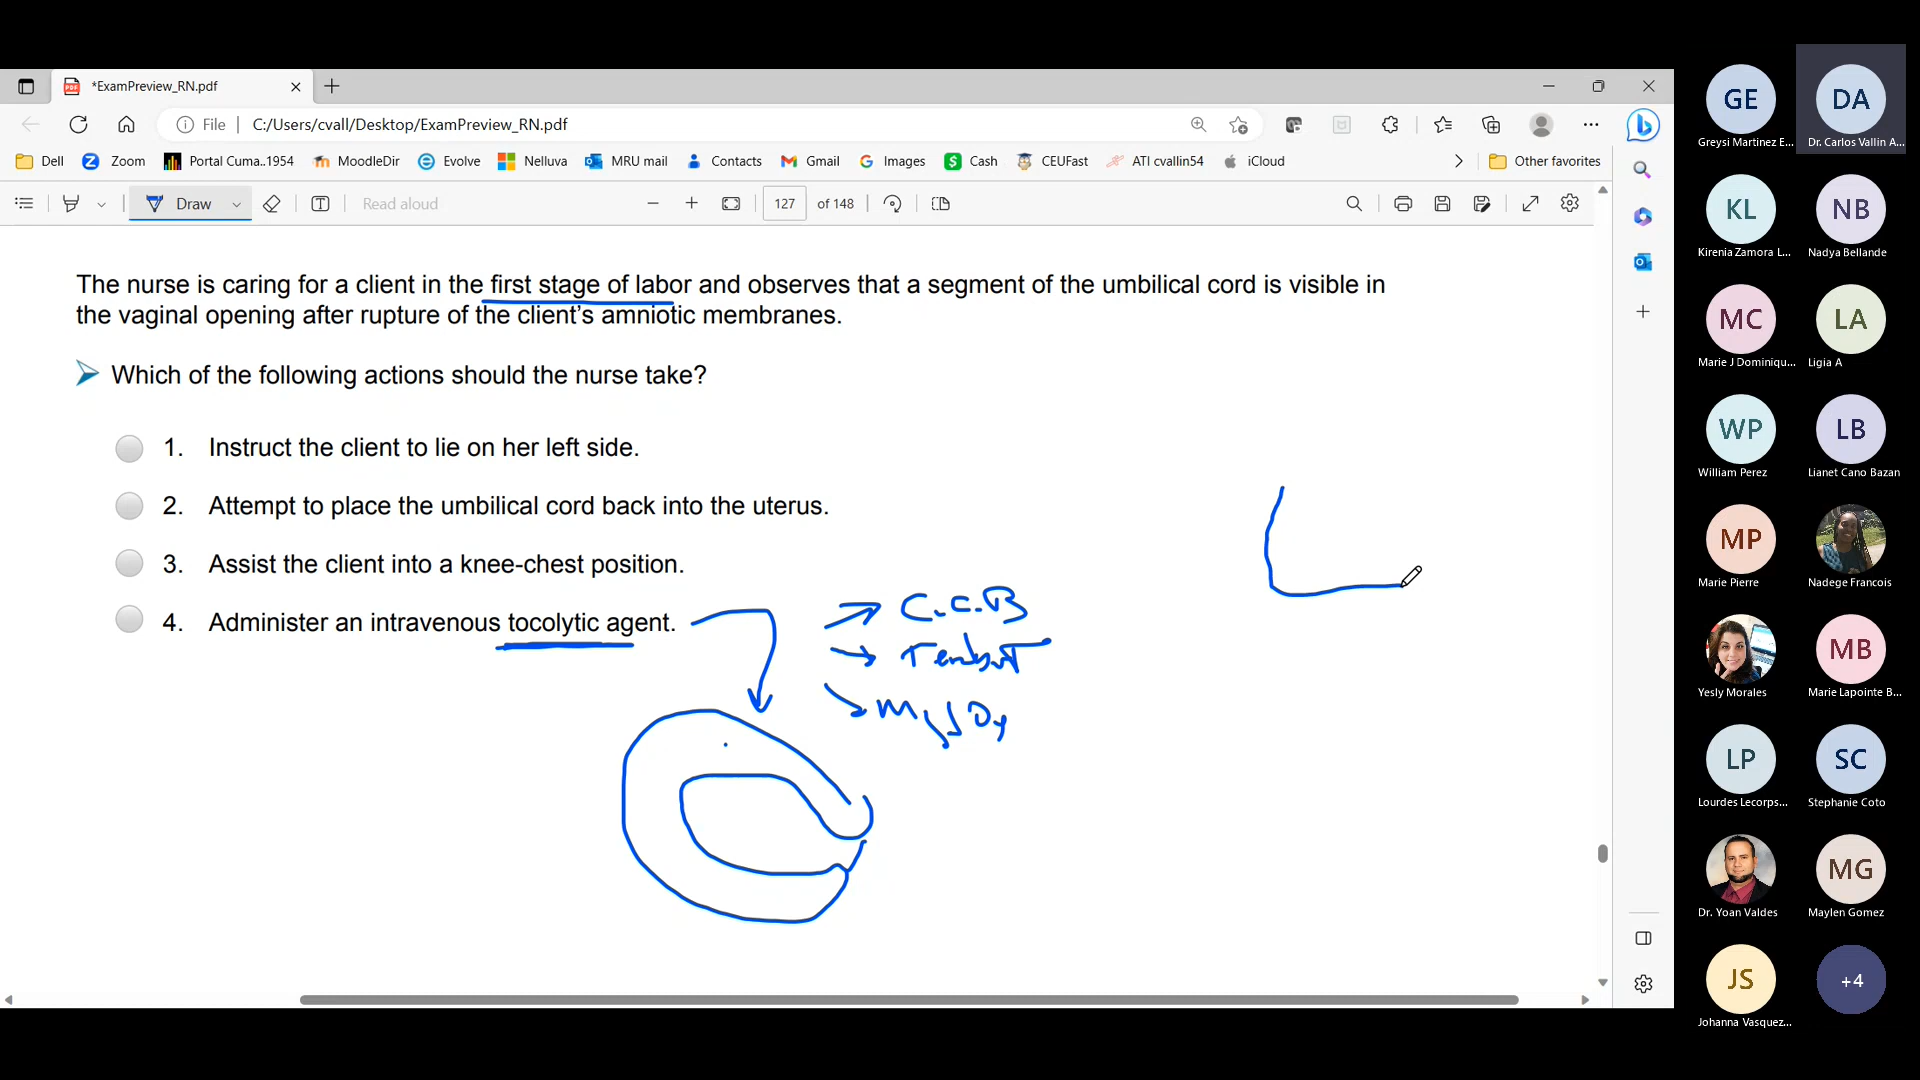 *ExamPreview_RN.pdf
File
C:/Users/cvall/Desktop/ExamPreview_RN.pdf
Dell
Zoom
Portal Cuma..1954
MoodleDir
Evolve
Nelluva
MRU mail
Contacts
Gmail
Images
Cash
CEUFast
ATI cvallin54
iCloud
Other favorites
Draw
Read aloud
127
of 148
The nurse is caring for a client in the first stage of labor and observes that a segment of the umbilical cord is visible in
the vaginal opening after rupture of the client's amniotic membranes.
Which of the following actions should the nurse take?
1. Instruct the client to lie on her left side.
2. Attempt to place the umbilical cord back into the uterus.
3. Assist the client into a knee-chest position.
4. Administer an intravenous tocolytic agent.
C.C.B
GE
Greysi Martinez E...
DA
Dr. Carlos Vallin A...
KL
Kirenia Zamora L...
NB
Nadya Bellande
MC
Marie J Dominiqu...
LA
Ligia A
WP
William Perez
LB
Lianet Cano Bazan
MP
Marie Pierre
Nadege Francois
Yesly Morales
MB
Marie Lapointe B...
LP
Lourdes Lecorps...
SC
Stephanie Coto
Dr. Yoan Valdes
MG
Maylen Gomez
JS
Johanna Vasquez...
+4